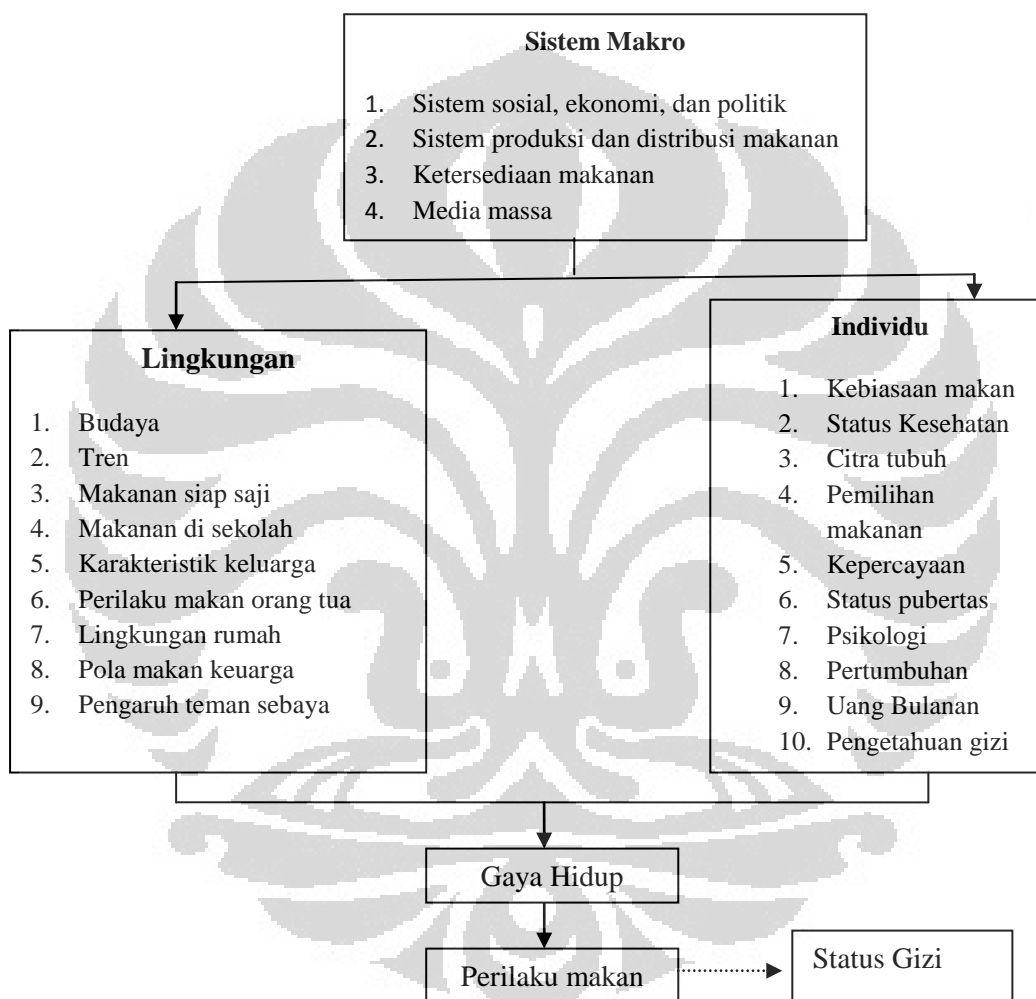 Sistem Makro
1. Sistem sosial, ekonomi, dan politik
2. Sistem produksi dan distribusi makanan
3. Ketersediaan makanan
4. Media massa
Lingkungan
1. Budaya
2. Tren
3. Makanan siap saji
4. Makanan di sekolah
5. Karakteristik keluarga
6. Perilaku makan orang tua
7. Lingkungan rumah
8. Pola makan keuarga
9. Pengaruh teman sebaya
Individu
1. Kebiasaan makan
2. Status Kesehatan
3. Citra tubuh
4. Pemilihan
makanan
5. Kepercayaan
6. Status pubertas
7. Psikologi
8. Pertumbuhan
9. Uang Bulanan
10. Pengetahuan gizi
Gaya Hidup
Perilaku makan
Status Gizi